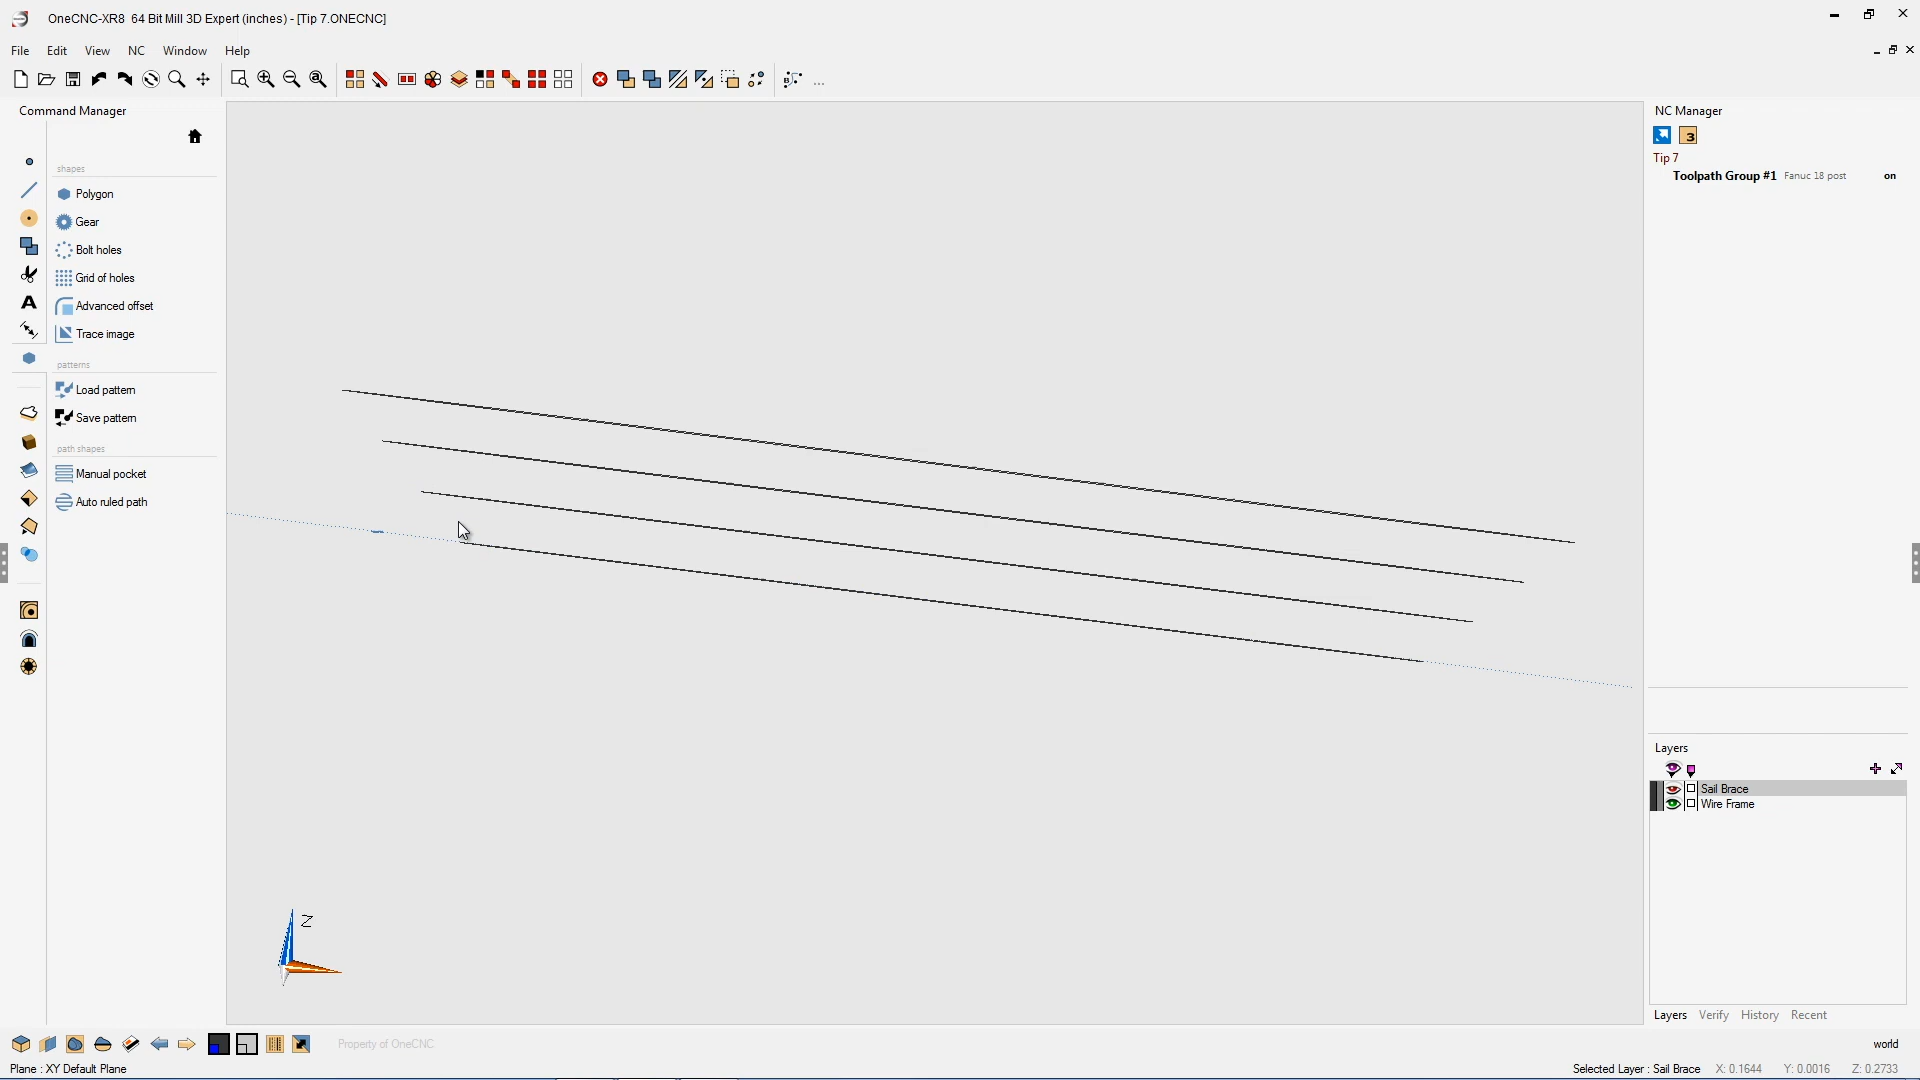 OneCNC-XR8 64 Bit Mill 3D Expert (inches) - [Tip 7.ONECNC]
File Edit View NC Window Help
Command Manager
shapes
Polygon
Gear
Bolt holes
Grid of holes
Advanced offset
Trace image
patterns
Load pattern
Save pattern
path shapes
Manual pocket
Auto ruled path
Z
NC Manager
3
Tip 7
Toolpath Group #1 Fanuc 18 post on
Layers
Sail Brace
Wire Frame
Layers Verify History Recent
Property of OneCNC
world
Plane : XY Default Plane
Selected Layer : Sail Brace X: 0.1644 Y: 0.0016 Z: 0.2733